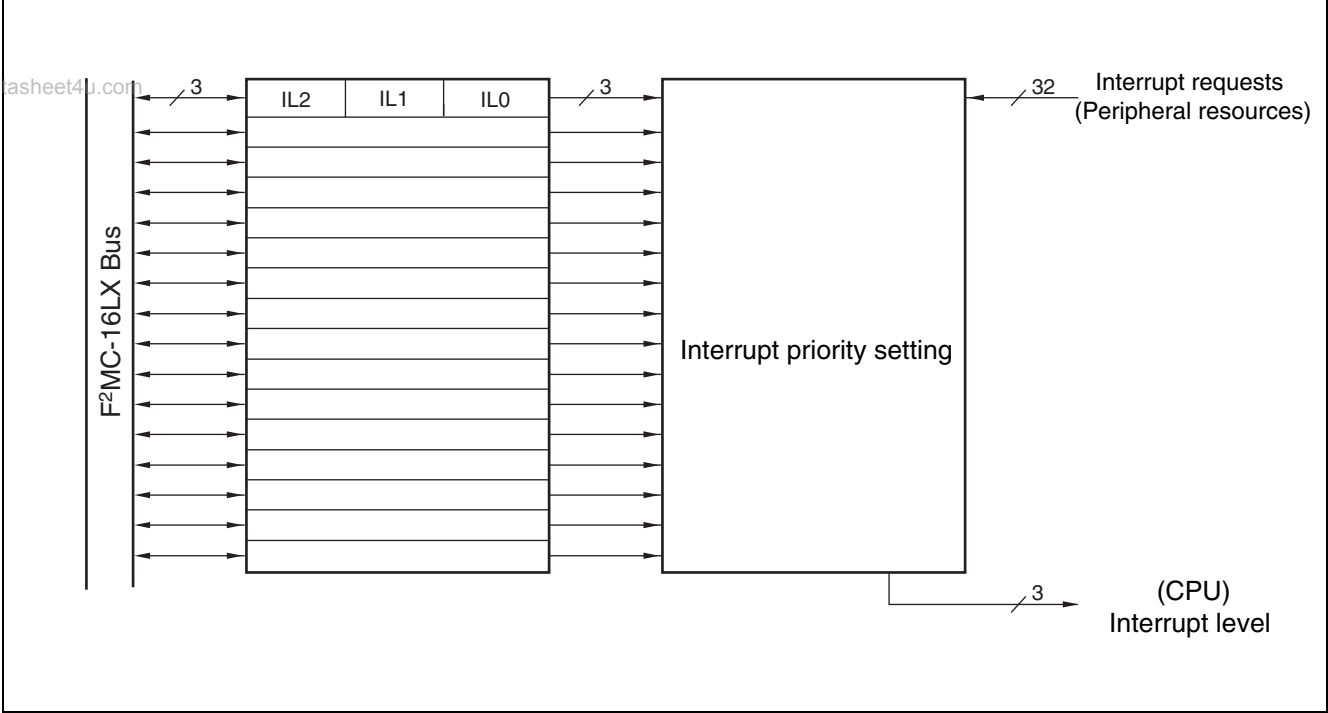 tasheet4u.com
3
IL2 IL1 IL0
3
32
Interrupt requests
(Peripheral resources)
F²MC-16LX Bus
Interrupt priority setting
3
(CPU)
Interrupt level